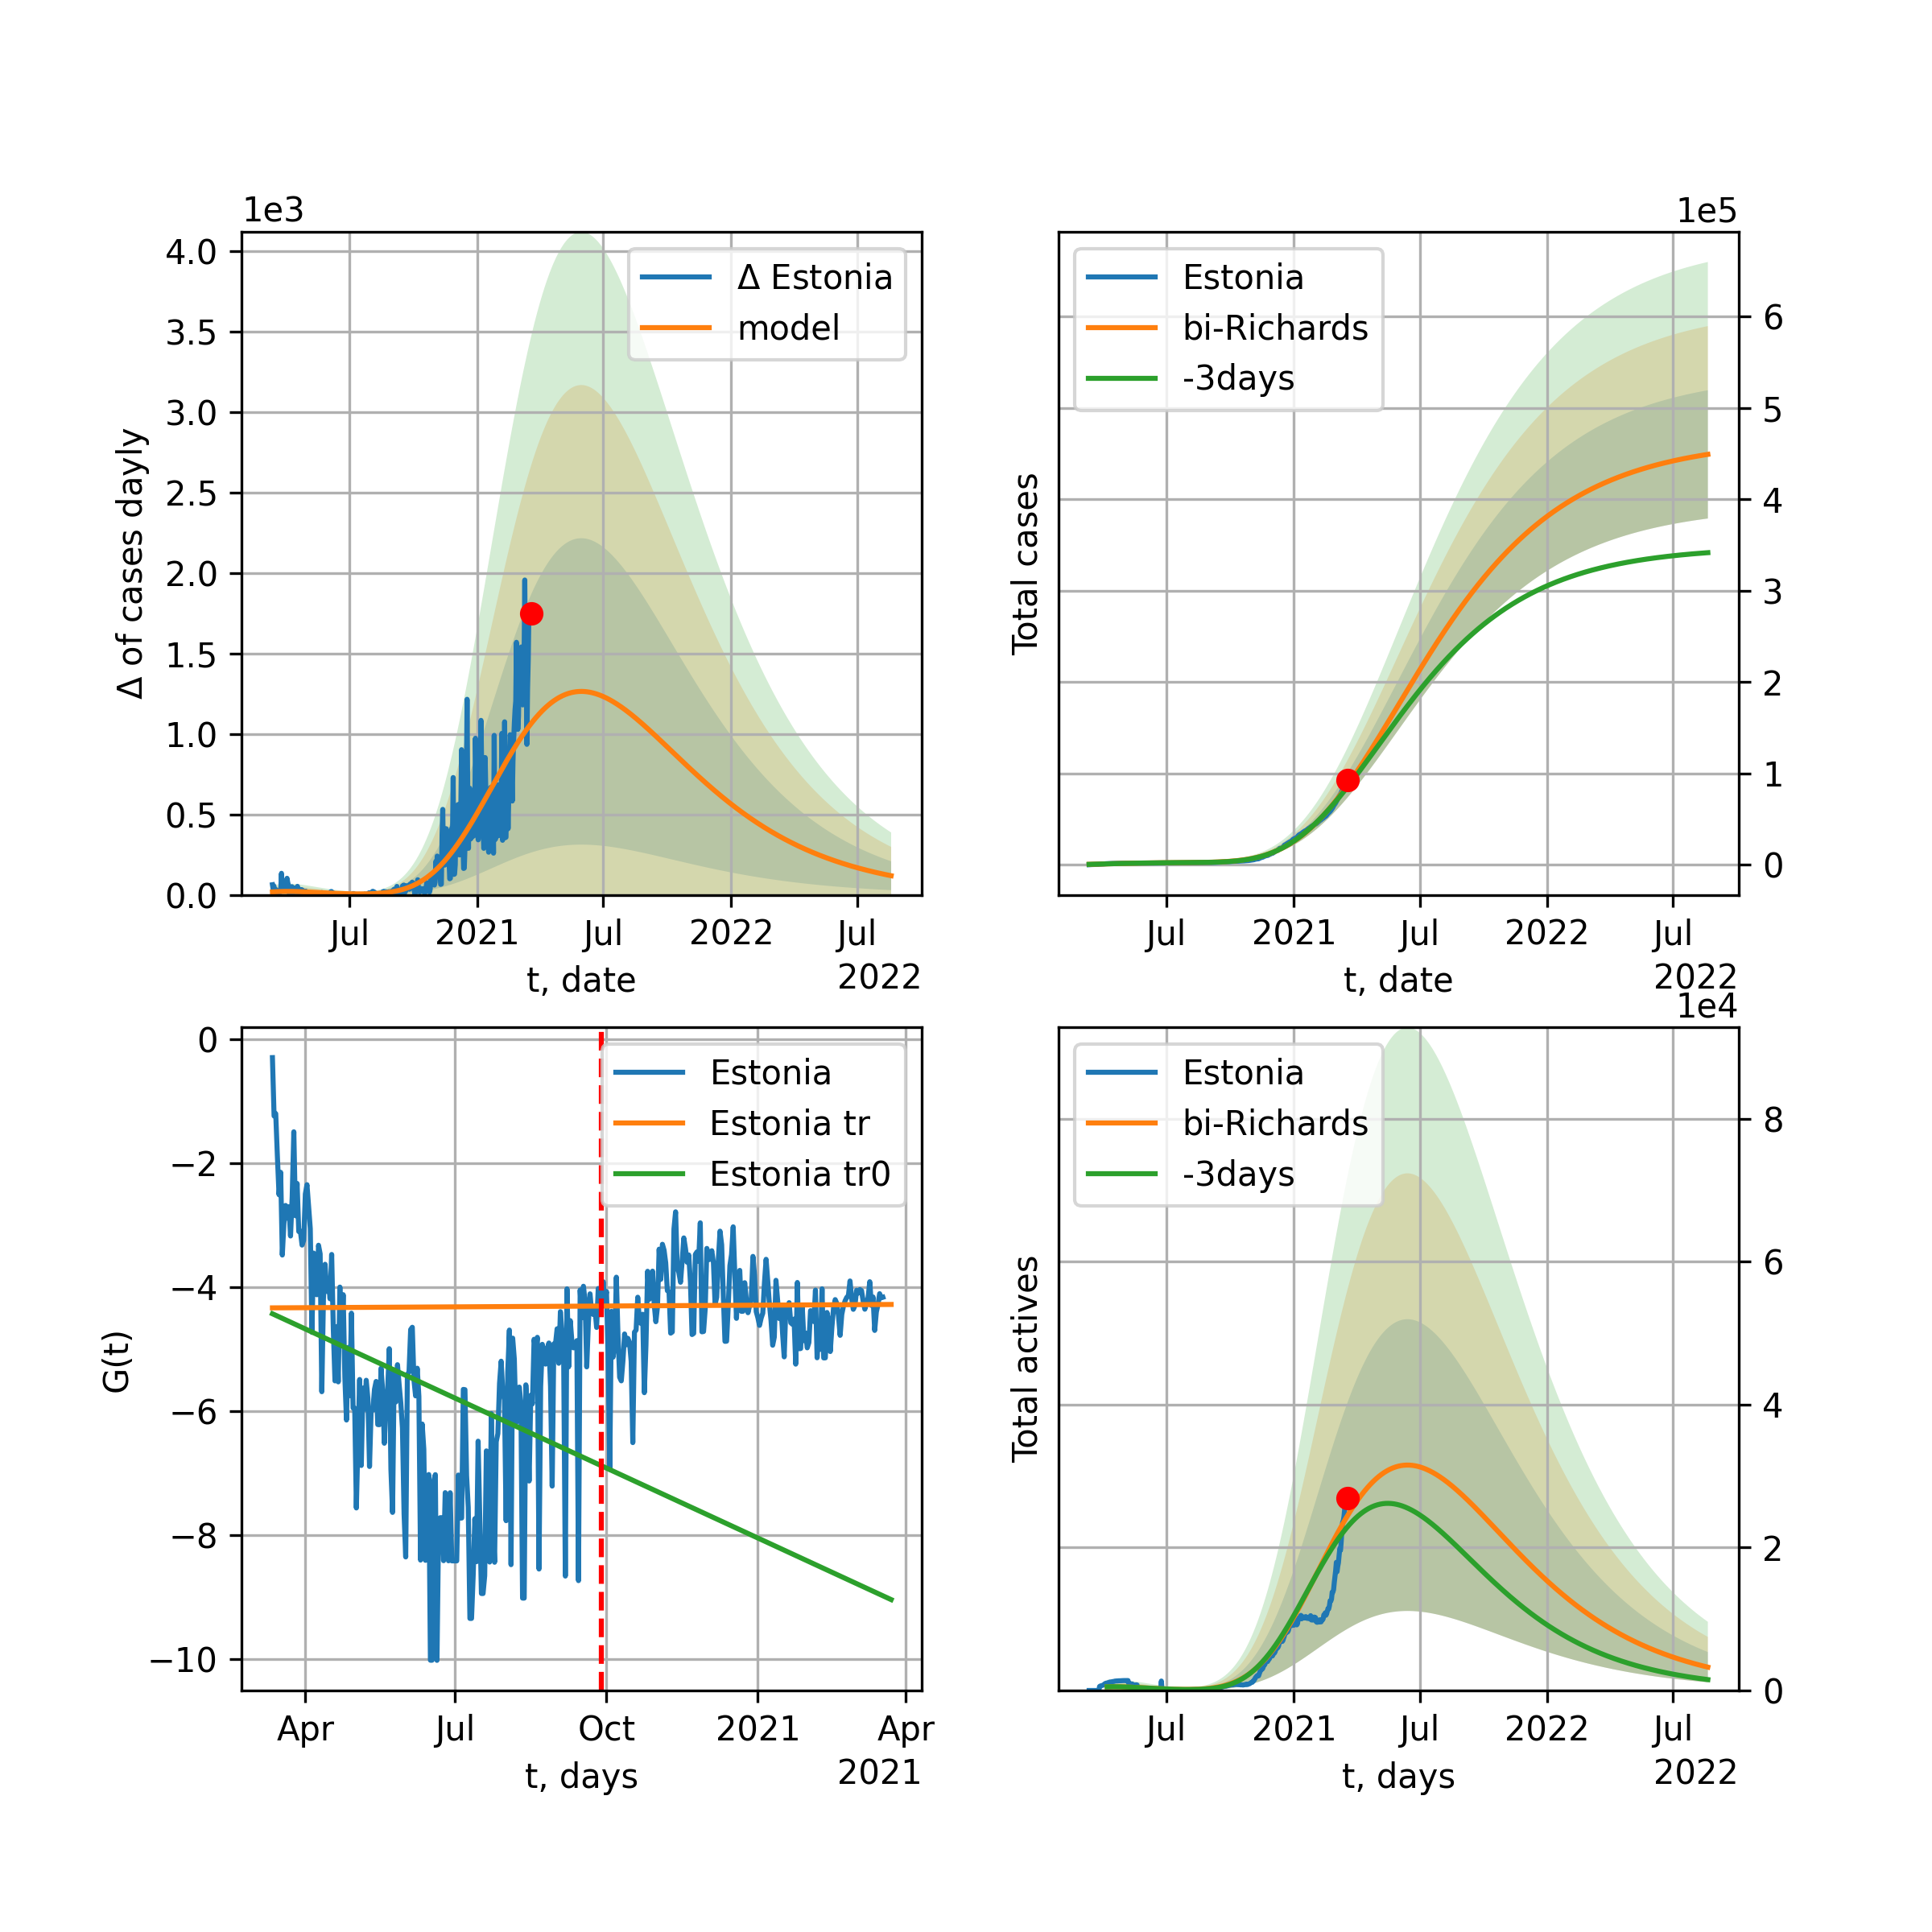 1e3
4.0
3.5
3.0
2.5
2.0
1.5
1.0
0.5
0.0
Δ of cases dayly
Δ Estonia
model
Jul
2021
Jul
2022
Jul
t, date
2022
1e5
Estonia
bi-Richards
-3days
Total cases
6
5
4
3
2
1
0
Jul
2021
Jul
2022
Jul
t, date
2022
0
−2
−4
−6
−8
−10
G(t)
Estonia
Estonia tr
Estonia tr0
Apr
Jul
Oct
2021
Apr
t, days
2021
1e4
Estonia
bi-Richards
-3days
Total actives
8
6
4
2
0
Jul
2021
Jul
2022
Jul
t, days
2022